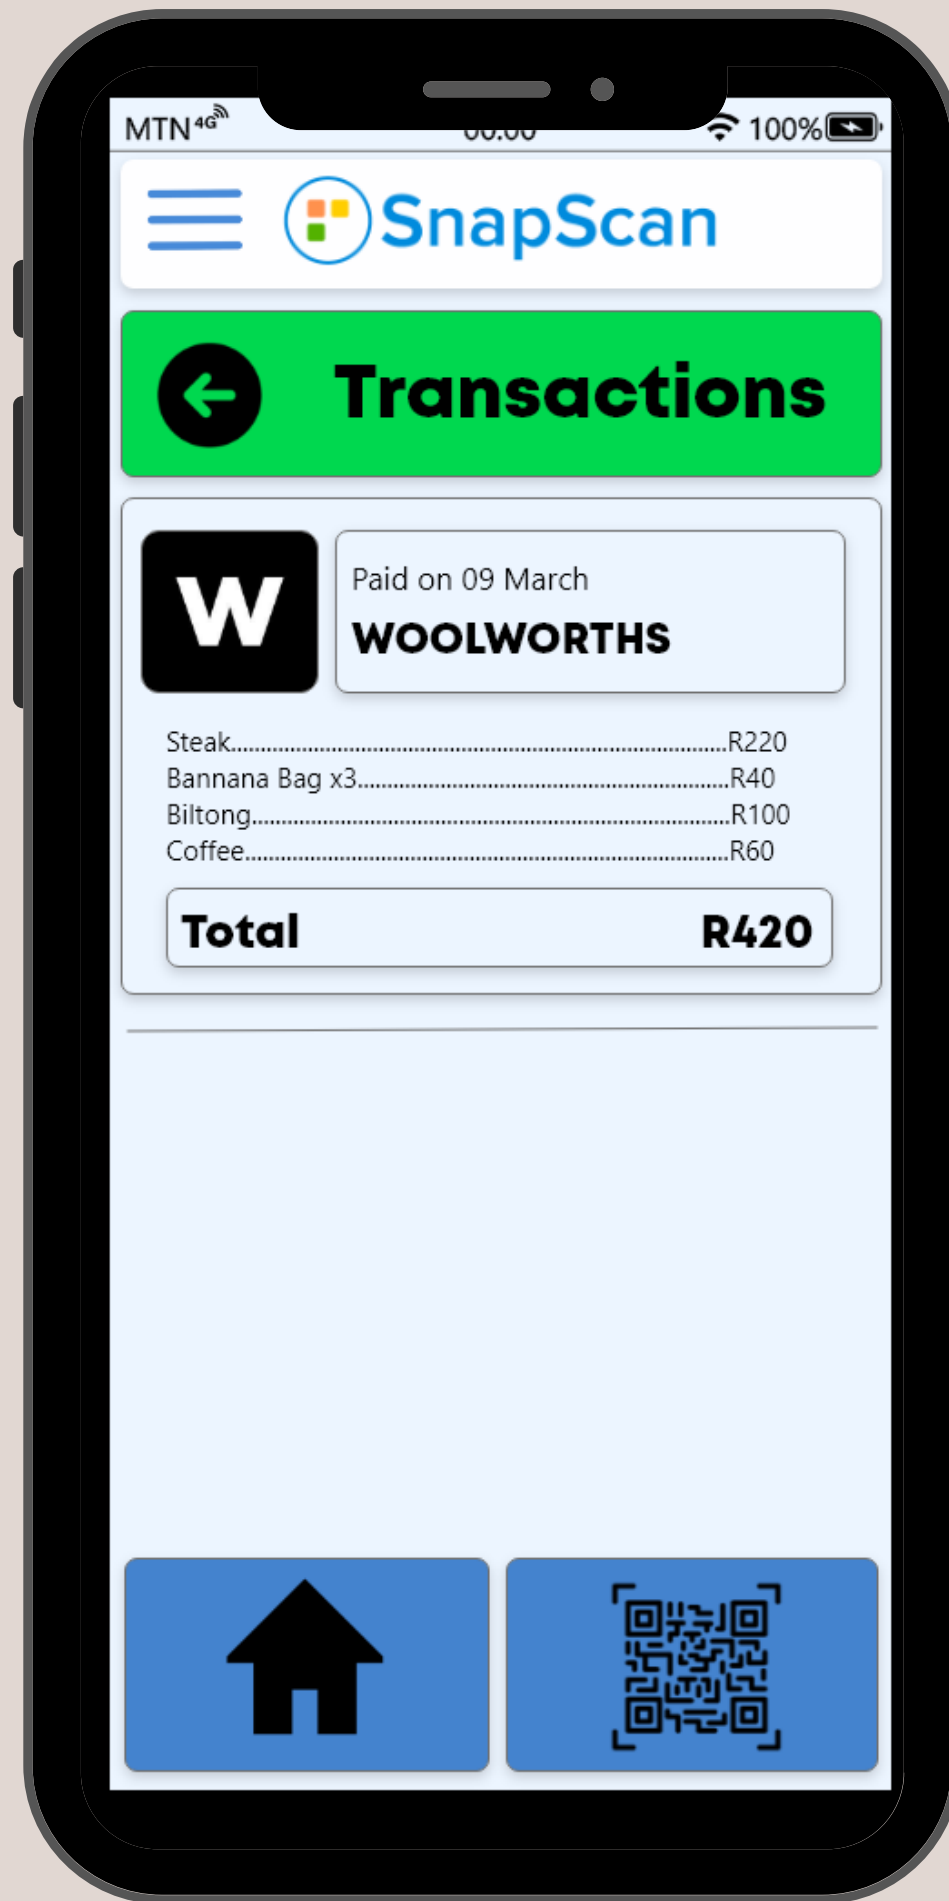 MTN 4G 100%
SnapScan
Transactions
W
Paid on 09 March
WOOLWORTHS
Steak....................................................................................R220
Bannana Bag x3...............................................................R40
Biltong.................................................................................R100
Coffee..................................................................................R60
Total R420